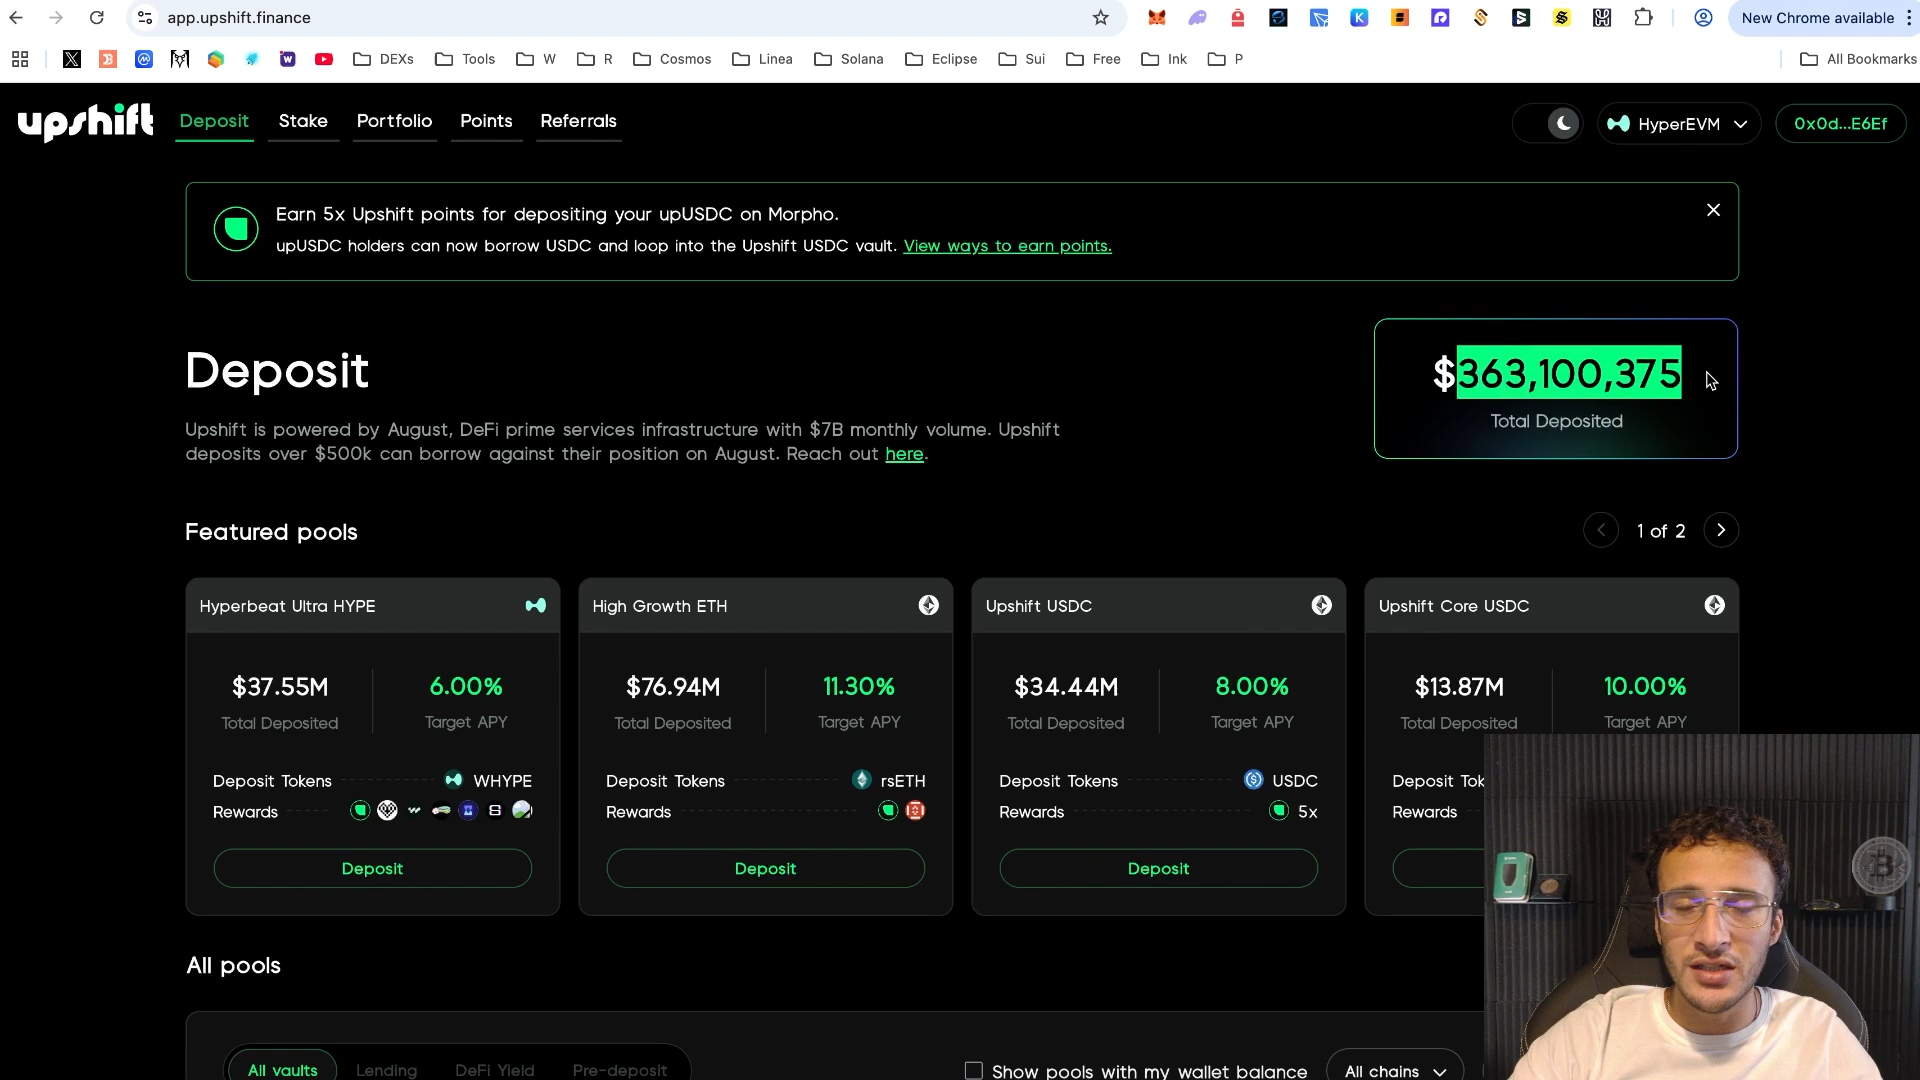 app.upshift.finance
New Chrome available
DEXs
Tools
W
R
Cosmos
Linea
Solana
Eclipse
Sui
Free
Ink
P
All Bookmarks
upshift
Deposit
Stake
Portfolio
Points
Referrals
HyperEVM
0x0d...E6Ef
Earn 5x Upshift points for depositing your upUSDC on Morpho.
upUSDC holders can now borrow USDC and loop into the Upshift USDC vault. View ways to earn points.
Deposit
$363,100,375
Total Deposited
Upshift is powered by August, DeFi prime services infrastructure with $7B monthly volume. Upshift
deposits over $500k can borrow against their position on August. Reach out here.
Featured pools
1 of 2
Hyperbeat Ultra HYPE
$37.55M
6.00%
Total Deposited
Target APY
Deposit Tokens
WHYPE
Rewards
Deposit
High Growth ETH
$76.94M
11.30%
Total Deposited
Target APY
Deposit Tokens
rsETH
Rewards
Deposit
Upshift USDC
$34.44M
8.00%
Total Deposited
Target APY
Deposit Tokens
USDC
Rewards
5x
Deposit
Upshift Core USDC
$13.87M
10.00%
Total Deposited
Target APY
Deposit Tok
Rewards
All pools
All vaults
Lending
DeFi Yield
Pre-deposit
Show pools with my wallet balance
All chains